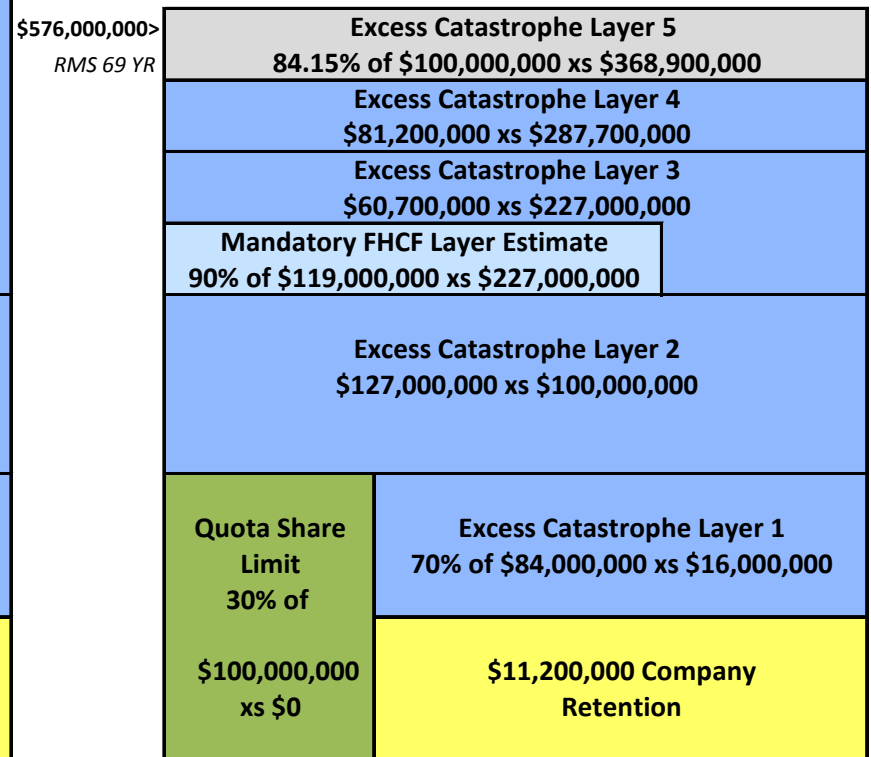 $576,000,000>
RMS 69 YR
Excess Catastrophe Layer 5
84.15% of $100,000,000 xs $368,900,000
Excess Catastrophe Layer 4
$81,200,000 xs $287,700,000
Excess Catastrophe Layer 3
$60,700,000 xs $227,000,000
Mandatory FHCF Layer Estimate
90% of $119,000,000 xs $227,000,000
Excess Catastrophe Layer 2
$127,000,000 xs $100,000,000
Quota Share
Limit
30% of
$100,000,000
xs $0
Excess Catastrophe Layer 1
70% of $84,000,000 xs $16,000,000
$11,200,000 Company
Retention